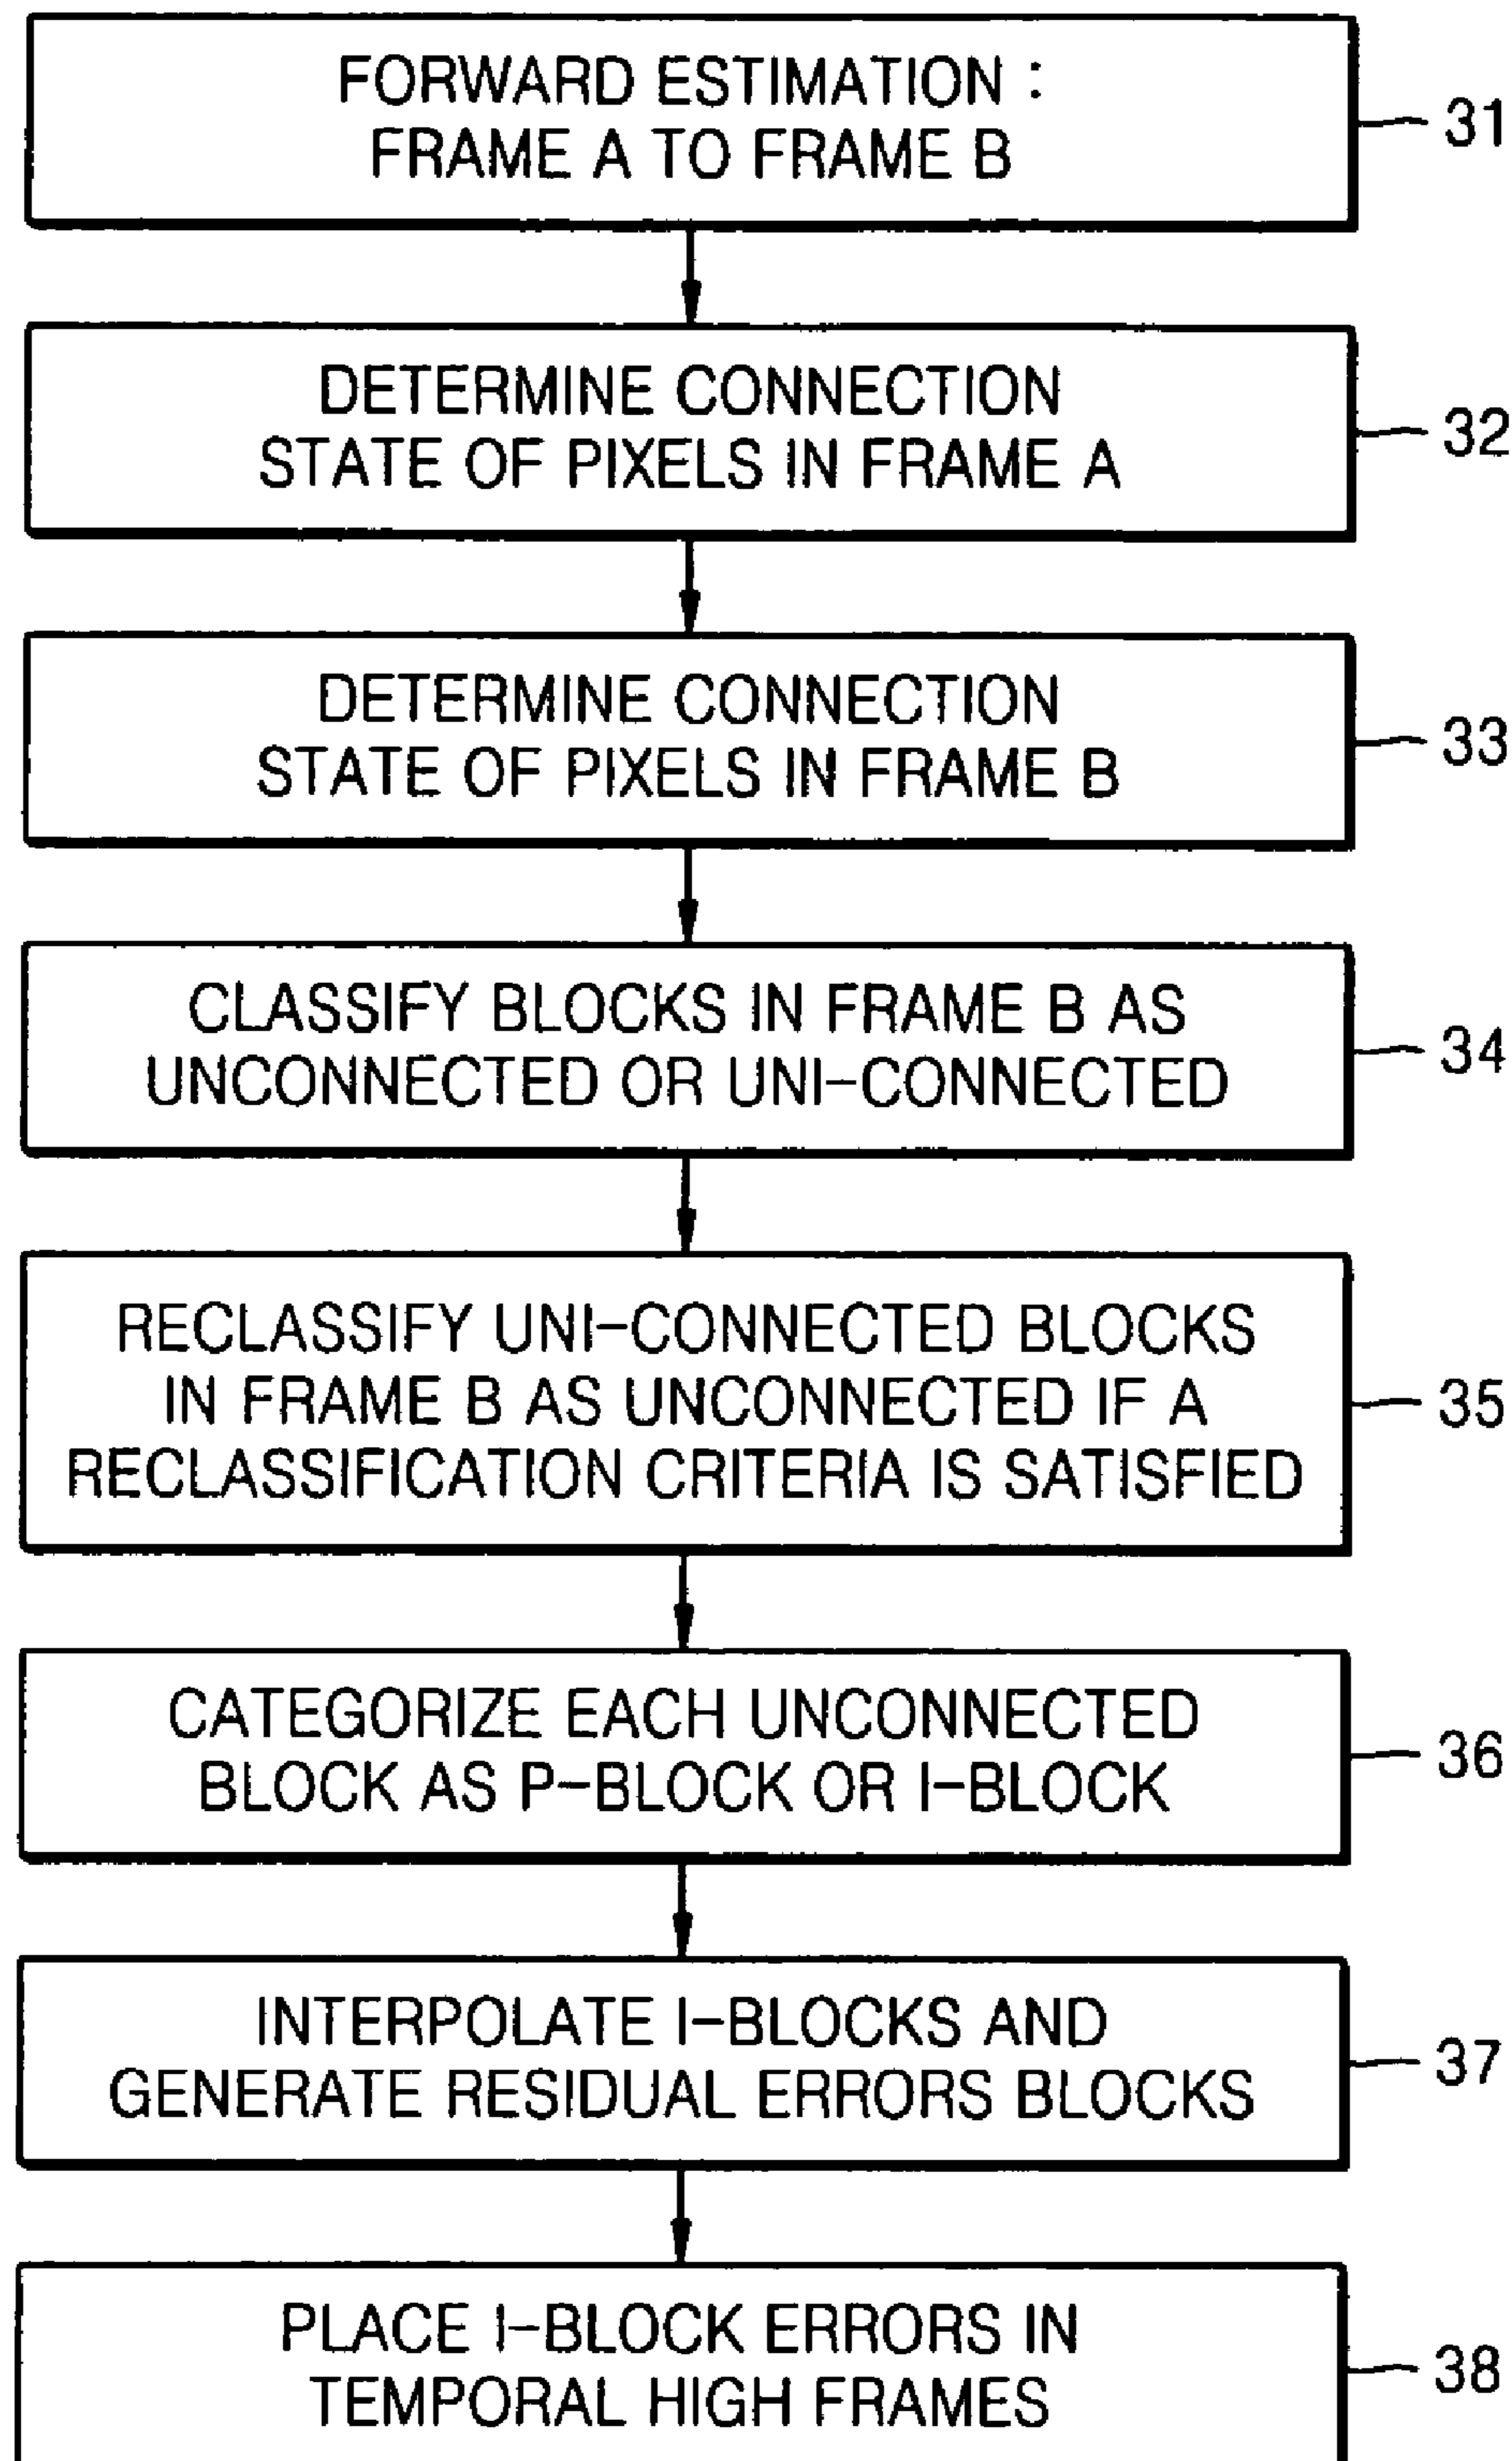 FORWARD ESTIMATION :
FRAME A TO FRAME B
31
DETERMINE CONNECTION
STATE OF PIXELS IN FRAME A
32
DETERMINE CONNECTION
STATE OF PIXELS IN FRAME B
33
CLASSIFY BLOCKS IN FRAME B AS
UNCONNECTED OR UNI-CONNECTED
34
RECLASSIFY UNI-CONNECTED BLOCKS
IN FRAME B AS UNCONNECTED IF A
RECLASSIFICATION CRITERIA IS SATISFIED
35
CATEGORIZE EACH UNCONNECTED
BLOCK AS P-BLOCK OR I-BLOCK
36
INTERPOLATE I-BLOCKS AND
GENERATE RESIDUAL ERRORS BLOCKS
37
PLACE I-BLOCK ERRORS IN
TEMPORAL HIGH FRAMES
38